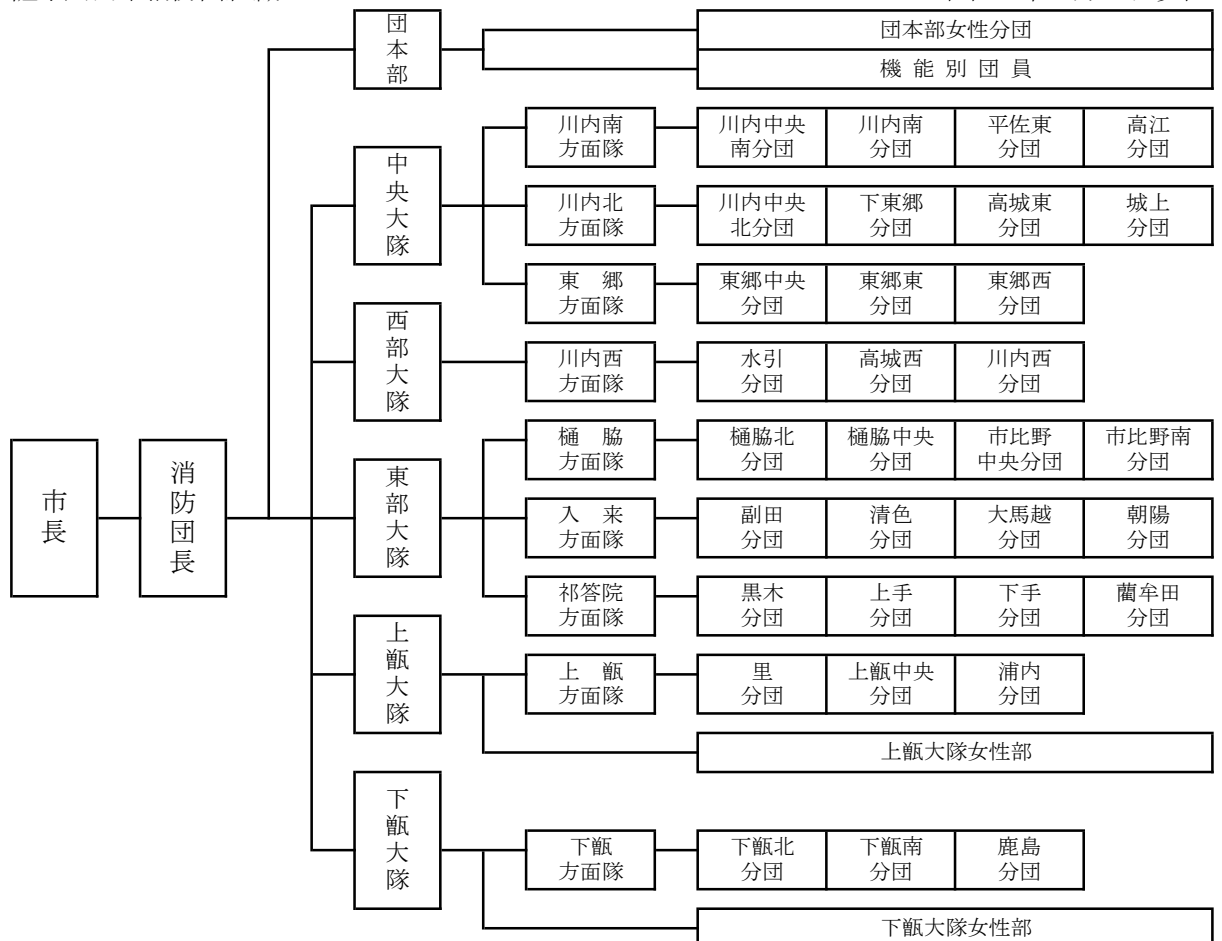 団本部
団本部女性分団
機能別団員
中央大隊
川内南
方面隊
川内中央
南分団
川内南
分団
平佐東
分団
高江
分団
川内北
方面隊
川内中央
北分団
下東郷
分団
高城東
分団
城上
分団
東郷
方面隊
東郷中央
分団
東郷東
分団
東郷西
分団
西部大隊
川内西
方面隊
水引
分団
高城西
分団
川内西
分団
市長
消防団長
東部大隊
樋脇
方面隊
樋脇北
分団
樋脇中央
分団
市比野
中央分団
市比野南
分団
入来
方面隊
副田
分団
清色
分団
大馬越
分団
朝陽
分団
祁答院
方面隊
黒木
分団
上手
分団
下手
分団
藺牟田
分団
上甑大隊
上甑
方面隊
里
分団
上甑中央
分団
浦内
分団
上甑大隊女性部
下甑大隊
下甑
方面隊
下甑北
分団
下甑南
分団
鹿島
分団
下甑大隊女性部